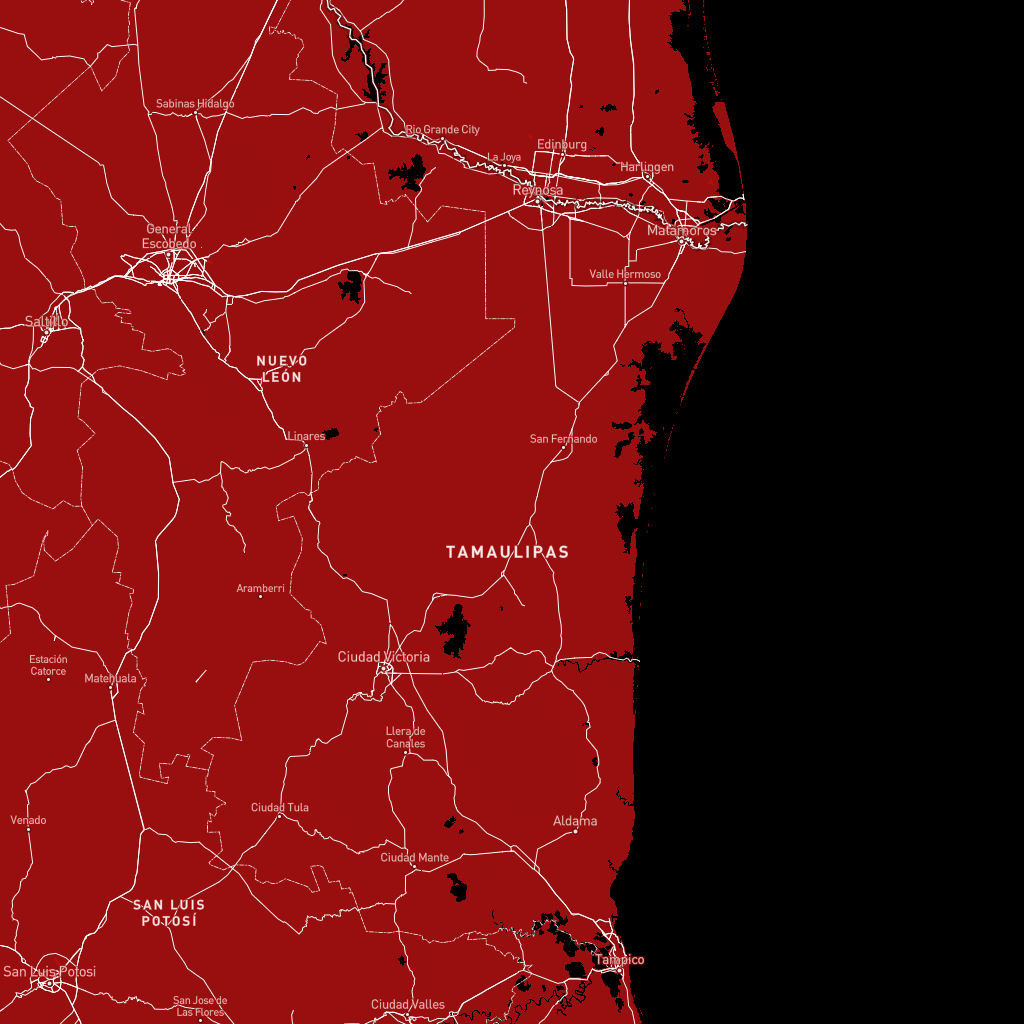 Sabinas Hidalgo
Rio Grande City
La Joya
Edinburg
Harlingen
Reynosa
Matamoros
General
Escobedo
Valle Hermoso
Saltillo
NUEVO
LEÓN
Linares
San Fernando
TAMAULIPAS
Aramberri
Estación
Catorce
Ciudad Victoria
Matehuala
Llera de
Canales
Ciudad Tula
Venado
Aldama
Ciudad Mante
SAN LUIS
POTOSÍ
San Luis Potosi
Tampico
San Jose de
Las Flores
Ciudad Valles